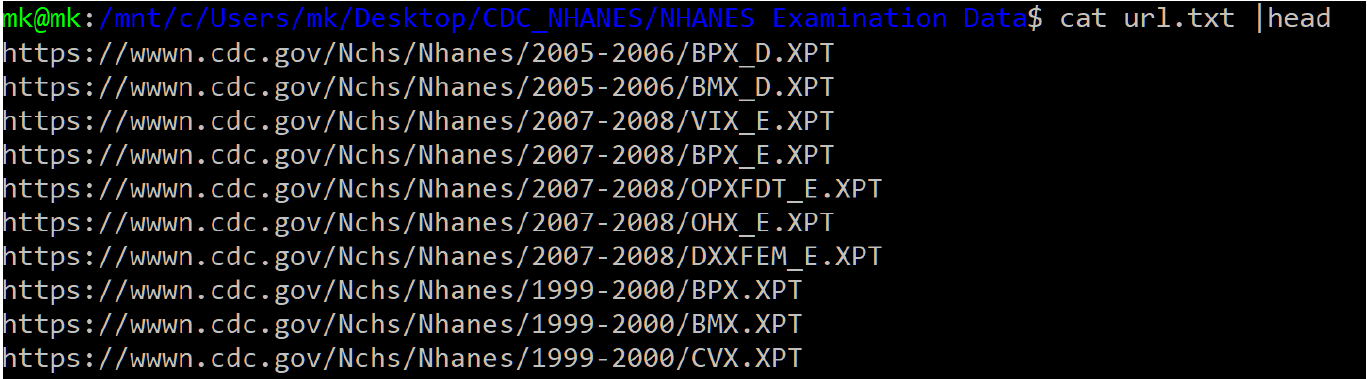 mk@mk:/mnt/c/Users/mk/Desktop/CDC_NHANES/NHANES Examination Data$ cat url.txt |head
https://wwwn.cdc.gov/Nchs/Nhanes/2005-2006/BPX_D.XPT
https://wwwn.cdc.gov/Nchs/Nhanes/2005-2006/BMX_D.XPT
https://wwwn.cdc.gov/Nchs/Nhanes/2007-2008/VIX_E.XPT
https://wwwn.cdc.gov/Nchs/Nhanes/2007-2008/BPX_E.XPT
https://wwwn.cdc.gov/Nchs/Nhanes/2007-2008/OPXFDT_E.XPT
https://wwwn.cdc.gov/Nchs/Nhanes/2007-2008/OHX_E.XPT
https://wwwn.cdc.gov/Nchs/Nhanes/2007-2008/DXXFEM_E.XPT
https://wwwn.cdc.gov/Nchs/Nhanes/1999-2000/BPX.XPT
https://wwwn.cdc.gov/Nchs/Nhanes/1999-2000/BMX.XPT
https://wwwn.cdc.gov/Nchs/Nhanes/1999-2000/CVX.XPT